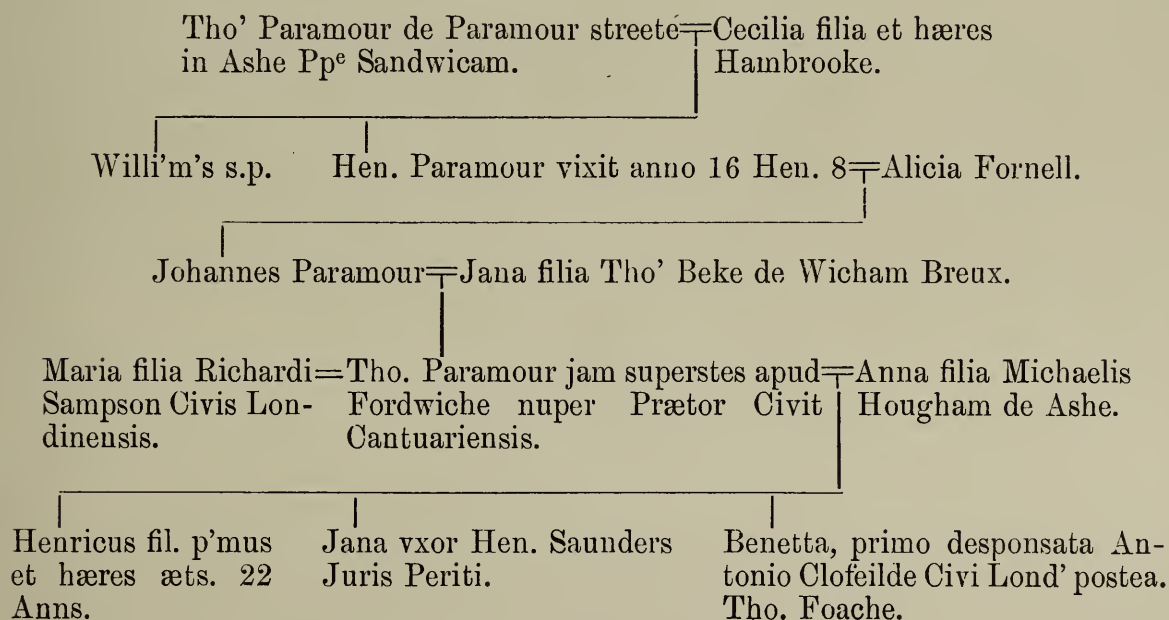 Tho' Paramour de Paramour streete
in Ashe Ppᵉ Sandwicam.
Cecilia filia et hæres
Hambrooke.
Willi'm's s.p.
Hen. Paramour vixit anno 16 Hen. 8
Alicia Fornell.
Johannes Paramour
Jana filia Tho' Beke de Wicham Breux.
Maria filia Richardi
Sampson Civis Lon-
dinensis.
Tho. Paramour jam superstes apud
Fordwiche nuper Prætor Civit
Cantuariensis.
Anna filia Michaelis
Hougham de Ashe.
Henricus fil. p'mus
et hæres æts. 22
Anns.
Jana vxor Hen. Saunders
Juris Periti.
Benetta, primo desponsata An-
tonio Clofeilde Civi Lond' postea.
Tho. Foache.